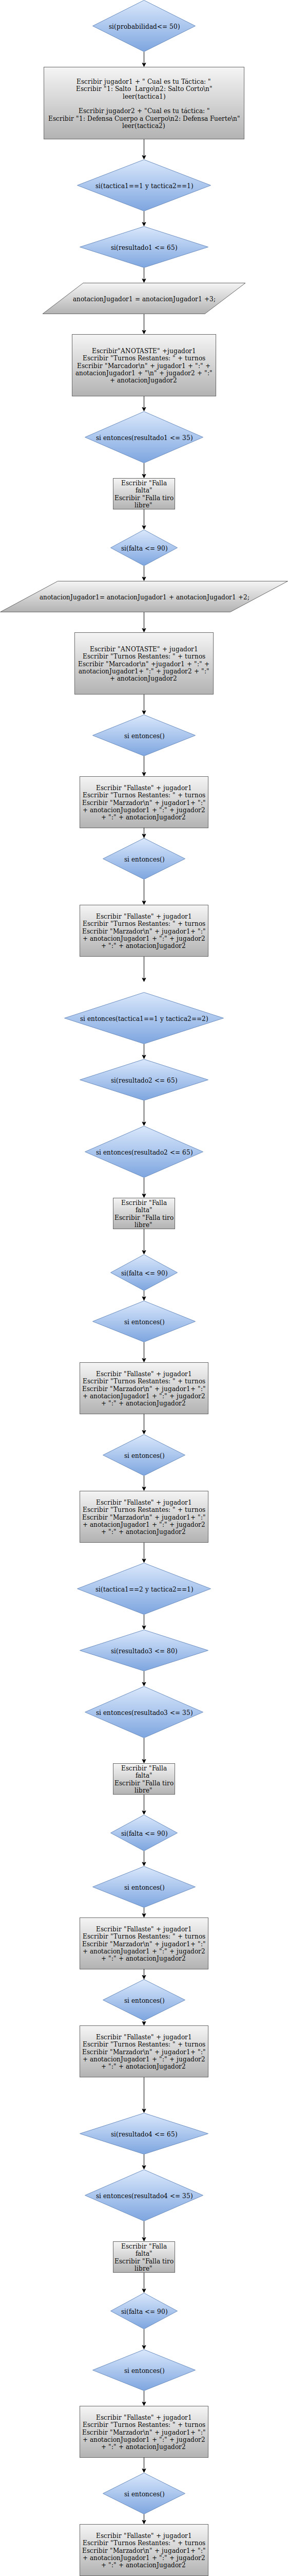 si(probabilidad<= 50)
Escribir jugador1 + " Cual es tu Táctica: "
Escribir "1: Salto  Largo\n2: Salto Corto\n"
leer(tactica1)
Escribir jugador2 + "Cual es tu táctica: "
Escribir "1: Defensa Cuerpo a Cuerpo\n2: Defensa Fuerte\n"
leer(tactica2)
si(tactica1==1 y tactica2==1)
si(resultado1 <= 65)
anotacionJugador1 = anotacionJugador1 +3;
Escribir"ANOTASTE" +jugador1
Escribir "Turnos Restantes: " + turnos
Escribir "Marcador\n" + jugador1 + ":" +
anotacionJugador1 + "\n" + jugador2 + ":"
+ anotacionJugador2
si entonces(resultado1 <= 35)
Escribir "Falla
falta"
Escribir "Falla tiro
libre"
si(falta <= 90)
anotacionJugador1= anotacionJugador1 + anotacionJugador1 +2;
Escribir "ANOTASTE" + jugador1
Escribir "Turnos Restantes: " + turnos
Escribir "Marcador\n" +jugador1 + ":" +
anotacionJugador1+ ":" + jugador2 + ":"
+ anotacionJugador2
si entonces()
Escribir "Fallaste" + jugador1
Escribir "Turnos Restantes: " + turnos
Escribir "Marzador\n" + jugador1+ ":"
+ anotacionJugador1 + ":" + jugador2
+ ":" + anotacionJugador2
si entonces()
Escribir "Fallaste" + jugador1
Escribir "Turnos Restantes: " + turnos
Escribir "Marzador\n" + jugador1+ ":"
+ anotacionJugador1 + ":" + jugador2
+ ":" + anotacionJugador2
si entonces(tactica1==1 y tactica2==2)
si(resultado2 <= 65)
si entonces(resultado2 <= 65)
Escribir "Falla
falta"
Escribir "Falla tiro
libre"
si(falta <= 90)
si entonces()
Escribir "Fallaste" + jugador1
Escribir "Turnos Restantes: " + turnos
Escribir "Marzador\n" + jugador1+ ":"
+ anotacionJugador1 + ":" + jugador2
+ ":" + anotacionJugador2
si entonces()
Escribir "Fallaste" + jugador1
Escribir "Turnos Restantes: " + turnos
Escribir "Marzador\n" + jugador1+ ":"
+ anotacionJugador1 + ":" + jugador2
+ ":" + anotacionJugador2
si(tactica1==2 y tactica2==1)
si(resultado3 <= 80)
si entonces(resultado3 <= 35)
Escribir "Falla
falta"
Escribir "Falla tiro
libre"
si(falta <= 90)
si entonces()
Escribir "Fallaste" + jugador1
Escribir "Turnos Restantes: " + turnos
Escribir "Marzador\n" + jugador1+ ":"
+ anotacionJugador1 + ":" + jugador2
+ ":" + anotacionJugador2
si entonces()
Escribir "Fallaste" + jugador1
Escribir "Turnos Restantes: " + turnos
Escribir "Marzador\n" + jugador1+ ":"
+ anotacionJugador1 + ":" + jugador2
+ ":" + anotacionJugador2
si(resultado4 <= 65)
si entonces(resultado4 <= 35)
Escribir "Falla
falta"
Escribir "Falla tiro
libre"
si(falta <= 90)
si entonces()
Escribir "Fallaste" + jugador1
Escribir "Turnos Restantes: " + turnos
Escribir "Marzador\n" + jugador1+ ":"
+ anotacionJugador1 + ":" + jugador2
+ ":" + anotacionJugador2
si entonces()
Escribir "Fallaste" + jugador1
Escribir "Turnos Restantes: " + turnos
Escribir "Marzador\n" + jugador1+ ":"
+ anotacionJugador1 + ":" + jugador2
+ ":" + anotacionJugador2